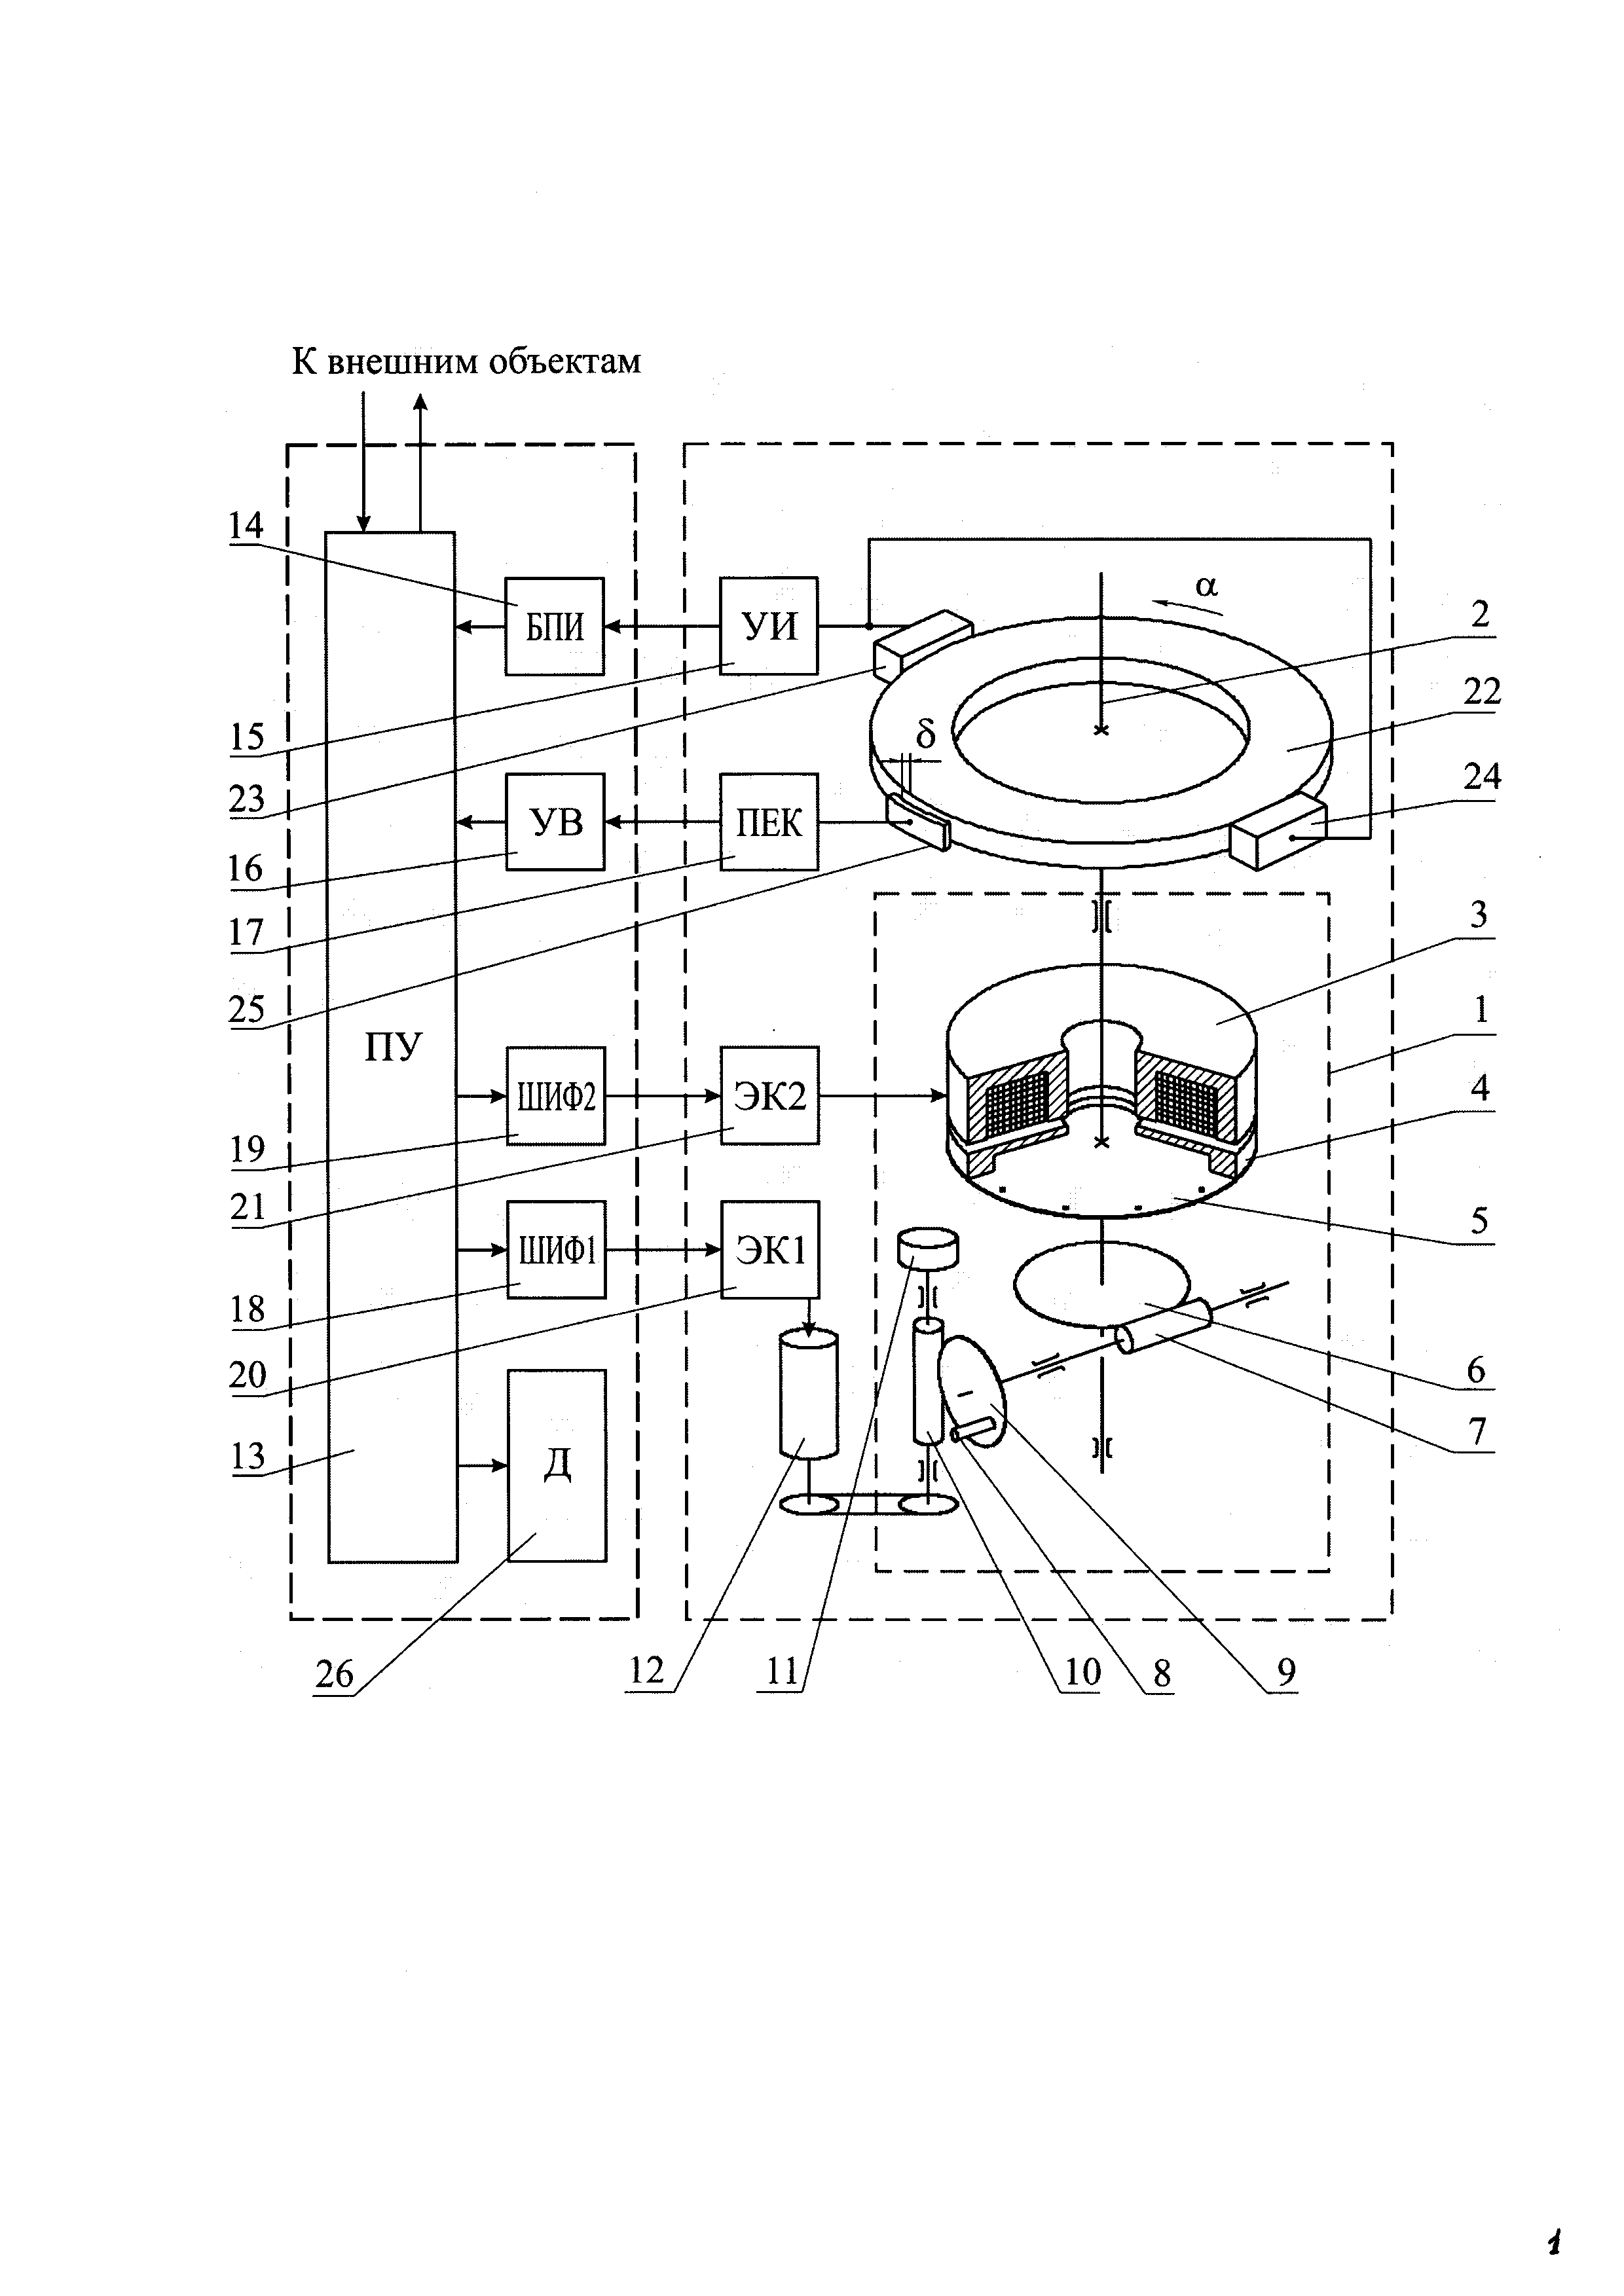 К внешним объектам
14
БПИ
УИ
α
2
22
15
δ
23
УВ
ПЕК
24
16
17
3
25
ПУ
1
ШИФ2
ЭК2
4
19
21
5
ШИФ1
ЭК1
18
20
6
Д
7
13
26
12
11
10
8
9
1